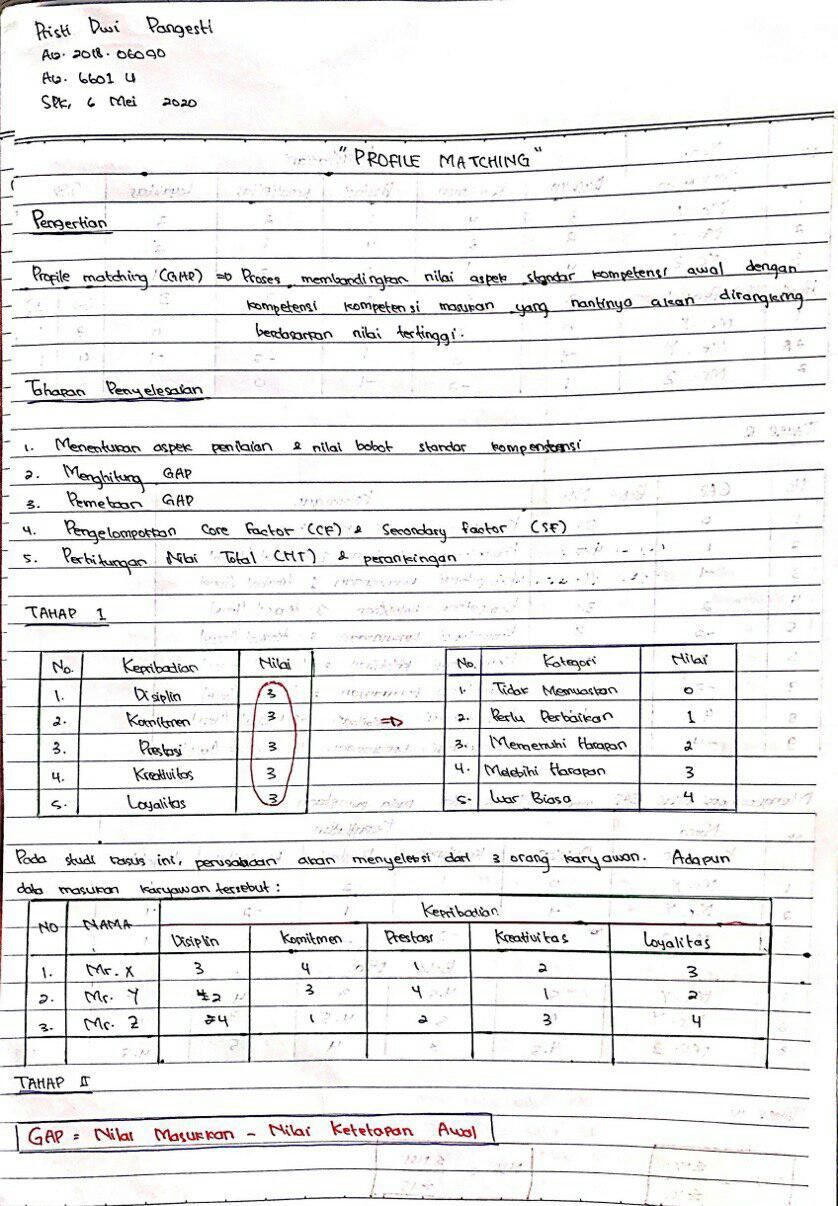 Pristi Dwi Pangesti
A12.2018.06090
A12.6601 U
SPK, 6 Mei 2020
"PROFILE MATCHING"
Pengertian
Profile matching (GAP) => Proses membandingkan nilai aspek standar kompetensi awal dengan
kompetensi kompetensi masukan yang nantinya akan dirangking
berdasarkan nilai tertinggi.
Tahapan Penyelesaian
1. Menentukan aspek penilaian & nilai bobot standar kompentensi
2. Menghitung GAP
3. Pemetaan GAP
4. Pengelompokkan Core Factor (CF) & Secondary factor (SF)
5. Perhitungan Nilai Total (NT) & perankingan
TAHAP I
No. Kepribadian Nilai No. Kategori Nilai
1. Disiplin 3 1. Tidak Memuaskan 0
2. Komitmen 3 => 2. Perlu Perbaikan 1
3. Prestasi 3 3. Memenuhi Harapan 2
4. Kreativitas 3 4. Melebihi Harapan 3
5. Loyalitas 3 5. Luar Biasa 4
Pada studi kasus ini, perusahaan akan menyeleksi dari 3 orang karyawan. Adapun
data masukan karyawan tersebut :
NO NAMA Kepribadian
Disiplin Komitmen Prestasi Kreativitas Loyalitas
1. Mr. X 3 4 1 2 3
2. Mr. Y 2 3 4 1 2
3. Mr. Z 4 1 2 3 4
TAHAP II
GAP = Nilai Masukkan - Nilai Ketetapan Awal